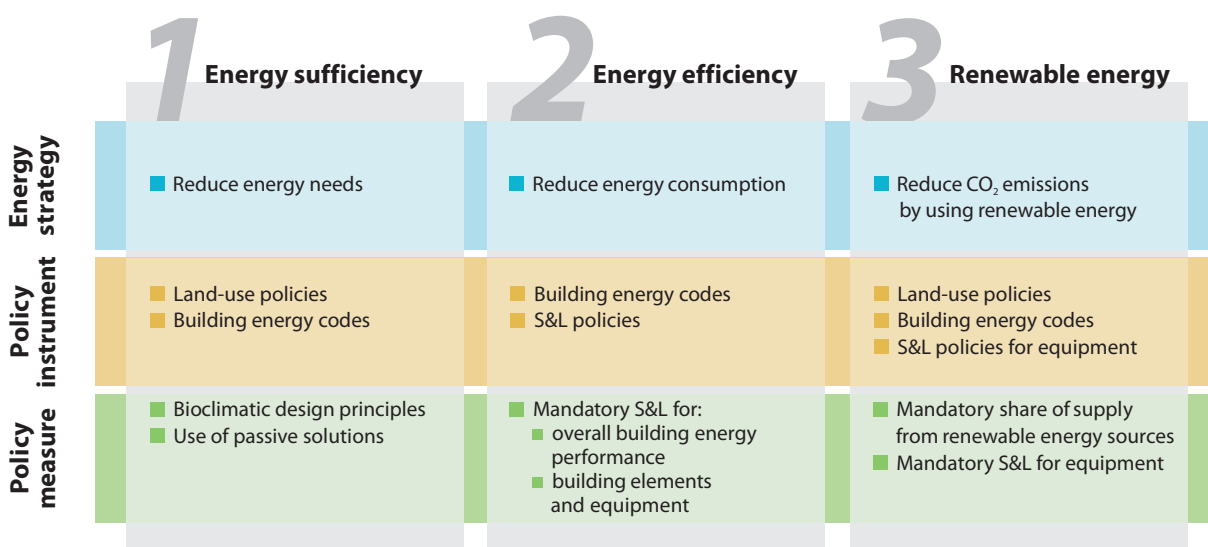 1 Energy sufficiency
2 Energy efficiency
3 Renewable energy
Energy
strategy
Reduce energy needs
Reduce energy consumption
Reduce CO₂ emissions
by using renewable energy
Policy
instrument
Land-use policies
Building energy codes
Building energy codes
S&L policies
Land-use policies
Building energy codes
S&L policies for equipment
Policy
measure
Bioclimatic design principles
Use of passive solutions
Mandatory S&L for:
overall building energy
performance
building elements
and equipment
Mandatory share of supply
from renewable energy sources
Mandatory S&L for equipment